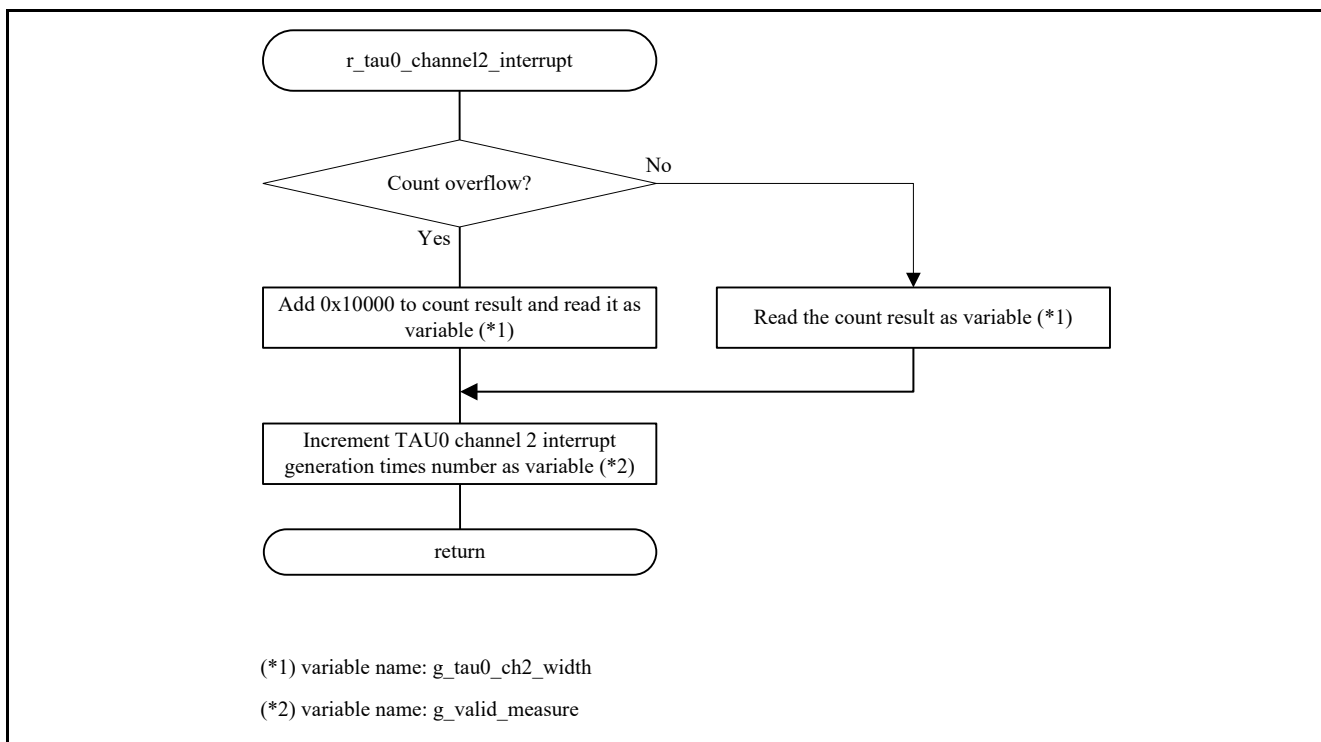 r_tau0_channel2_interrupt
No
Count overflow?
Yes
Add 0x10000 to count result and read it as
variable (*1)
Read the count result as variable (*1)
Increment TAU0 channel 2 interrupt
generation times number as variable (*2)
return
(*1) variable name: g_tau0_ch2_width
(*2) variable name: g_valid_measure